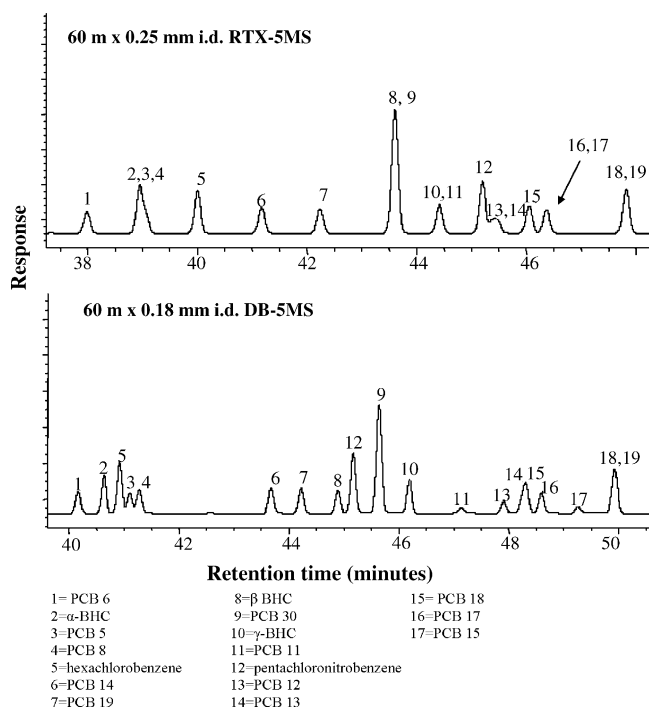 60 m x 0.25 mm i.d. RTX-5MS
8, 9
16,17
2,3,4
5
12
18,19
1
6
7
10,11
13,14
15
38
40
42
44
46
Response
60 m x 0.18 mm i.d. DB-5MS
9
12
5
2
18,19
1
3
4
6
7
8
10
11
13
14
15
16
17
40
42
44
46
48
50
Retention time (minutes)
1= PCB 6
2=α-BHC
3=PCB 5
4=PCB 8
5=hexachlorobenzene
6=PCB 14
7=PCB 19
8=β BHC
9=PCB 30
10=γ-BHC
11=PCB 11
12=pentachloronitrobenzene
13=PCB 12
14=PCB 13
15= PCB 18
16=PCB 17
17=PCB 15